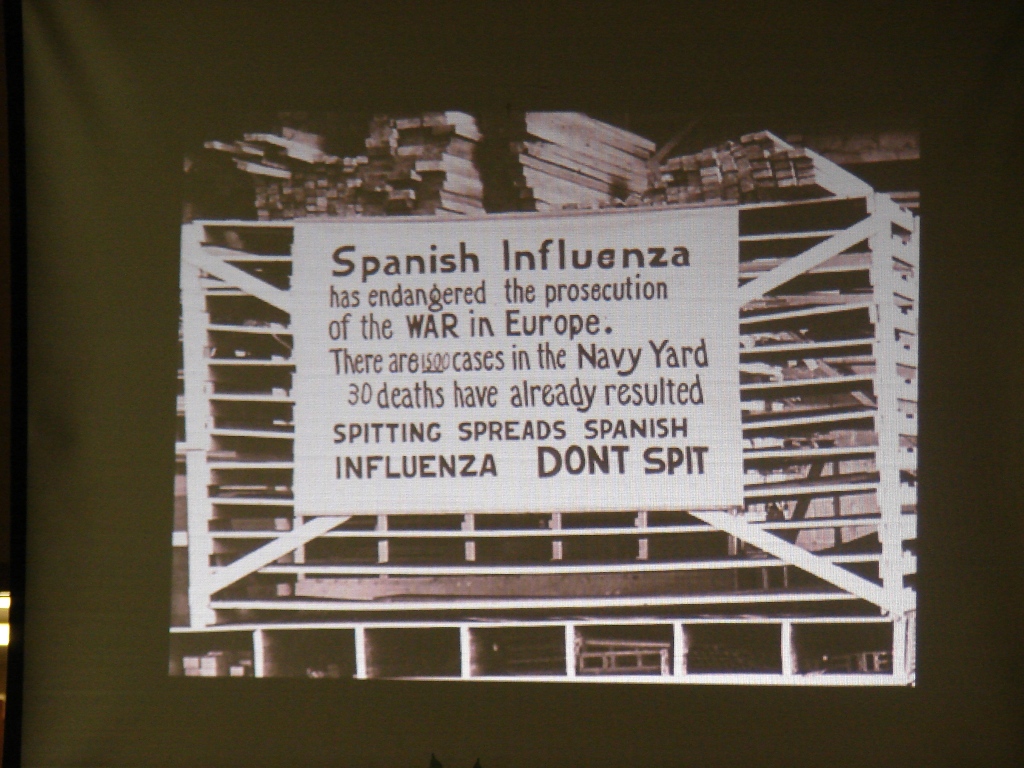 Spanish Influenza
has endangered the prosecution
of the WAR in Europe.
There are 1500 cases in the Navy Yard
30 deaths have already resulted
SPITTING SPREADS SPANISH
INFLUENZA DONT SPIT